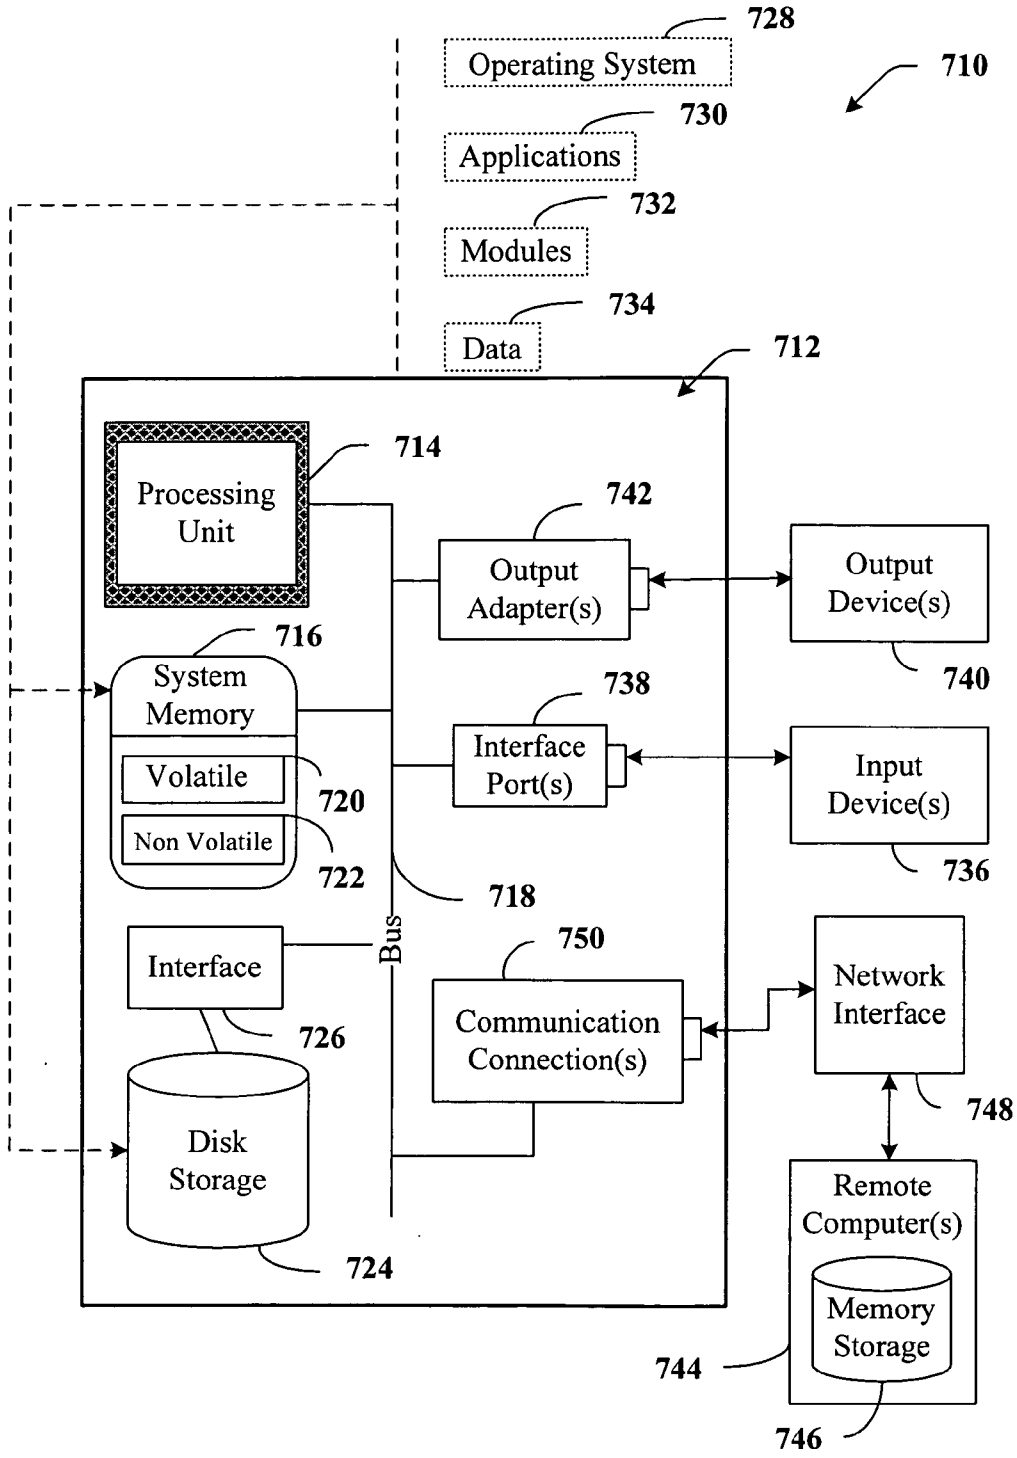 728
Operating System
710
730
Applications
732
Modules
734
Data
712
714
Processing
Unit
742
Output
Adapter(s)
Output
Device(s)
740
716
System
Memory
738
Interface
Port(s)
Input
Device(s)
736
Volatile
720
Non Volatile
722
718
Bus
750
Interface
726
Communication
Connection(s)
Network
Interface
748
Disk
Storage
724
Remote
Computer(s)
Memory
Storage
744
746